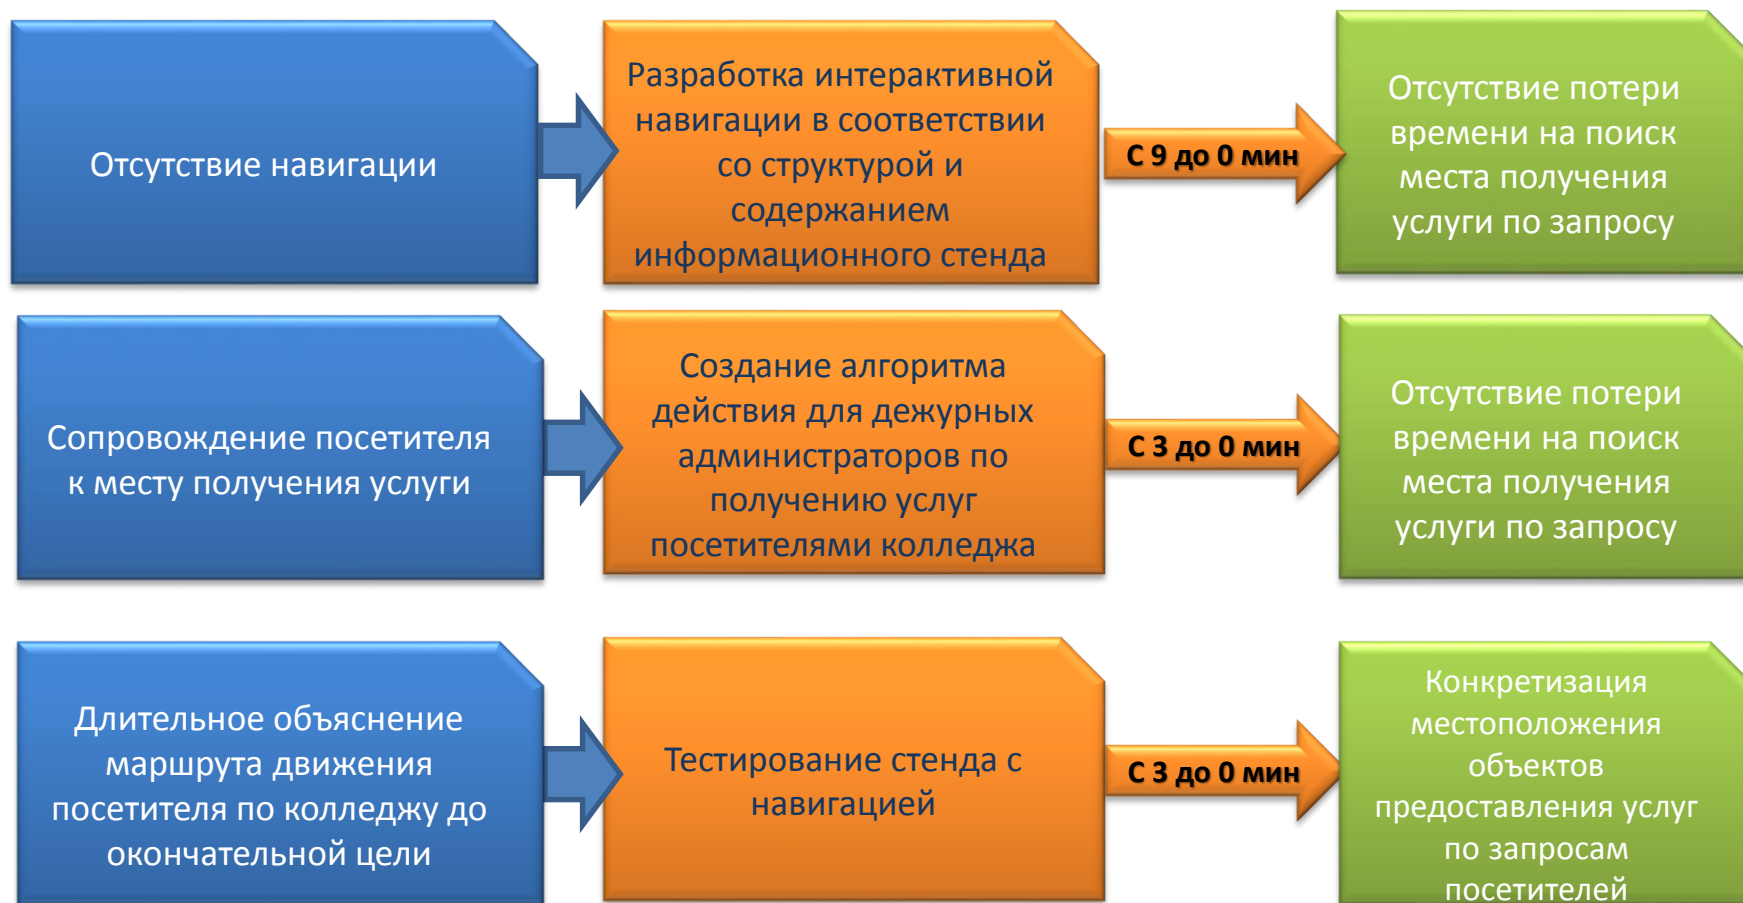 Отсутствие навигации
Разработка интерактивной
навигации в соответствии
со структурой и
содержанием
информационного стенда
С 9 до 0 мин
Отсутствие потери
времени на поиск
места получения
услуги по запросу
Сопровождение посетителя
к месту получения услуги
Создание алгоритма
действия для дежурных
администраторов по
получению услуг
посетителями колледжа
С 3 до 0 мин
Отсутствие потери
времени на поиск
места получения
услуги по запросу
Длительное объяснение
маршрута движения
посетителя по колледжу до
окончательной цели
Тестирование стенда с
навигацией
С 3 до 0 мин
Конкретизация
местоположения
объектов
предоставления услуг
по запросам
посетителей